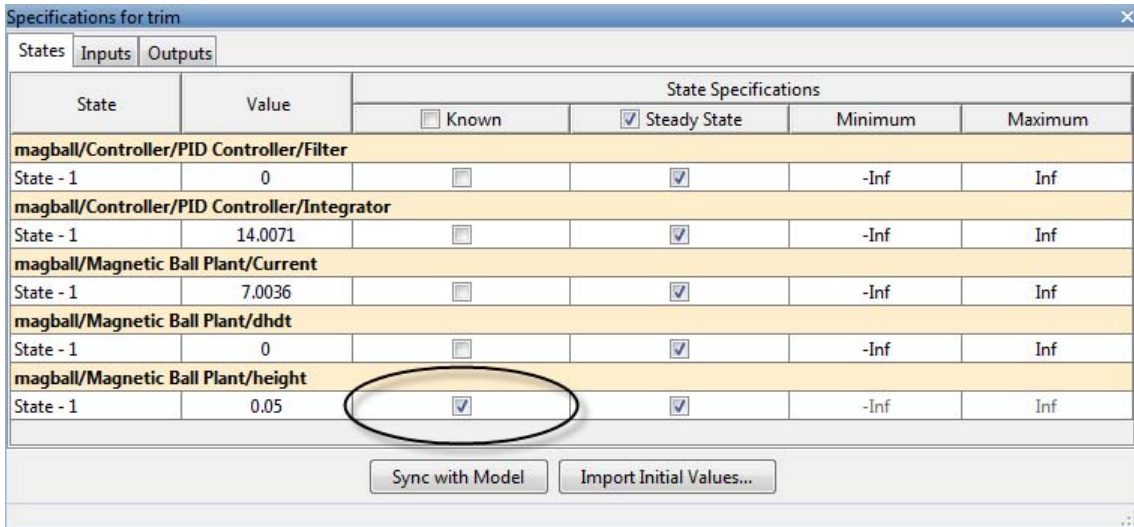 Specifications for trim
States Inputs Outputs
State Value State Specifications
Known Steady State Minimum Maximum
magball/Controller/PID Controller/Filter
State - 1 0 -Inf Inf
magball/Controller/PID Controller/Integrator
State - 1 14.0071 -Inf Inf
magball/Magnetic Ball Plant/Current
State - 1 7.0036 -Inf Inf
magball/Magnetic Ball Plant/dhdt
State - 1 0 -Inf Inf
magball/Magnetic Ball Plant/height
State - 1 0.05 -Inf Inf
Sync with Model Import Initial Values...